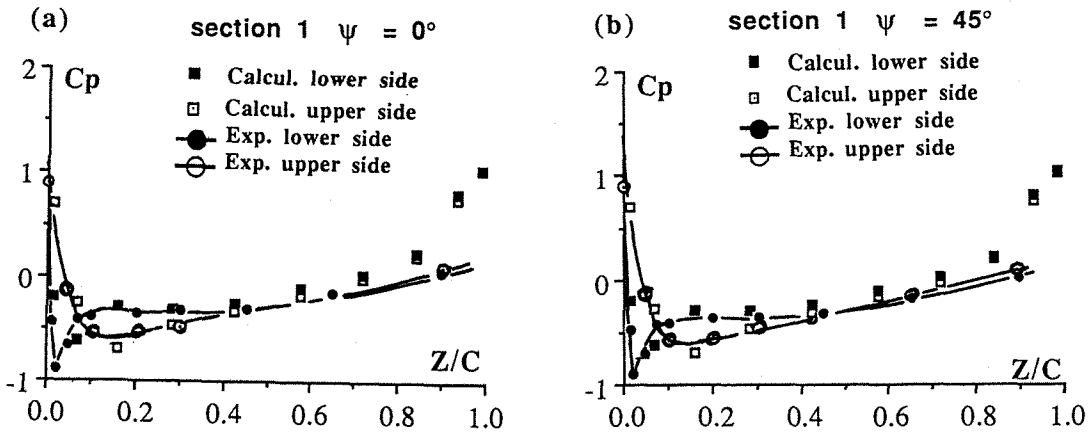 (a)
section 1 ψ = 0°
Cp
Calcul. lower side
Calcul. upper side
Exp. lower side
Exp. upper side
2
1
0
-1
Z/C
0.0 0.2 0.4 0.6 0.8 1.0
(b)
section 1 ψ = 45°
Cp
Calcul. lower side
Calcul. upper side
Exp. lower side
Exp. upper side
2
1
0
-1
Z/C
0.0 0.2 0.4 0.6 0.8 1.0